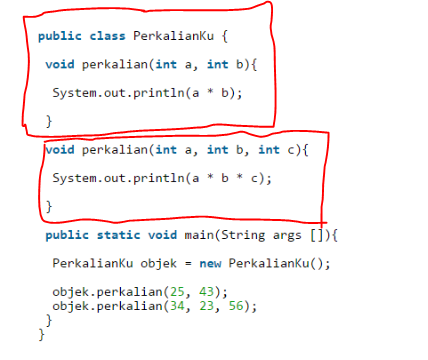 public class PerkalianKu {
void perkalian(int a, int b){
System.out.println(a * b);
}
void perkalian(int a, int b, int c){
System.out.println(a * b * c);
}
public static void main(String args []){
PerkalianKu objek = new PerkalianKu();
objek.perkalian(25, 43);
objek.perkalian(34, 23, 56);
}
}